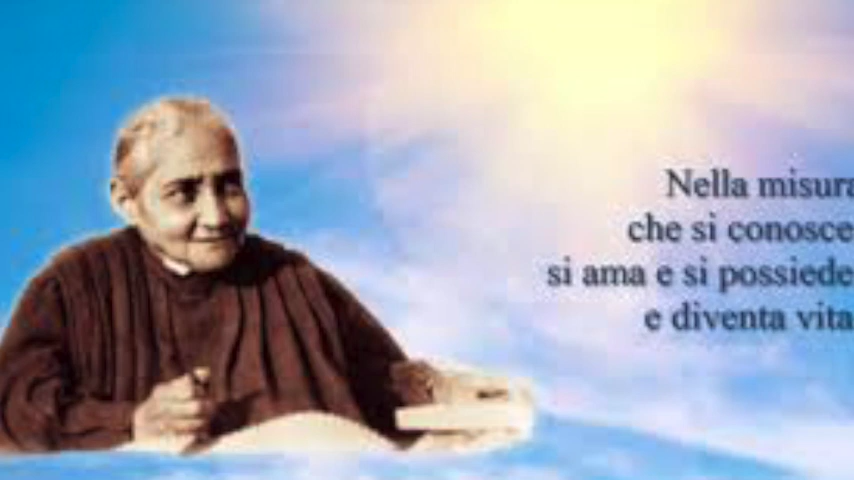 Nella misura
che si conosce
si ama e si possiede
e diventa vita